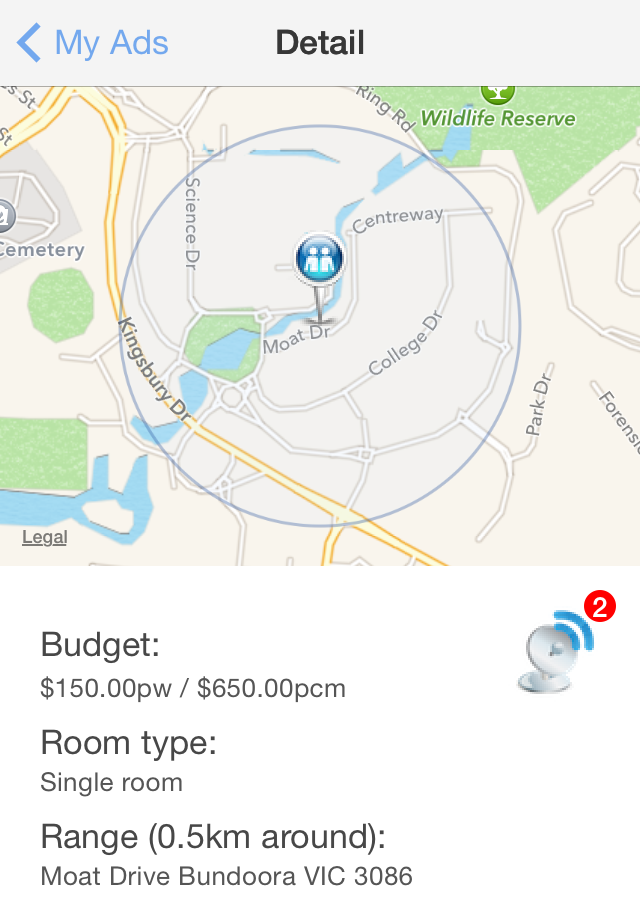 My Ads
Detail
s St
St
Ring Rd
Wildlife Reserve
Science Dr
Centreway
Cemetery
Moat Dr
College Dr
Kingsbury Dr
Park Dr
Forensi
Legal
2
Budget:
$150.00pw / $650.00pcm
Room type:
Single room
Range (0.5km around):
Moat Drive Bundoora VIC 3086